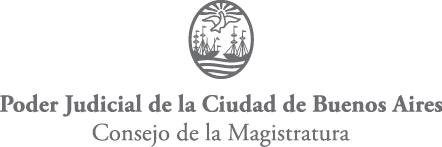 Poder Judicial de la Ciudad de Buenos Aires
Consejo de la Magistratura